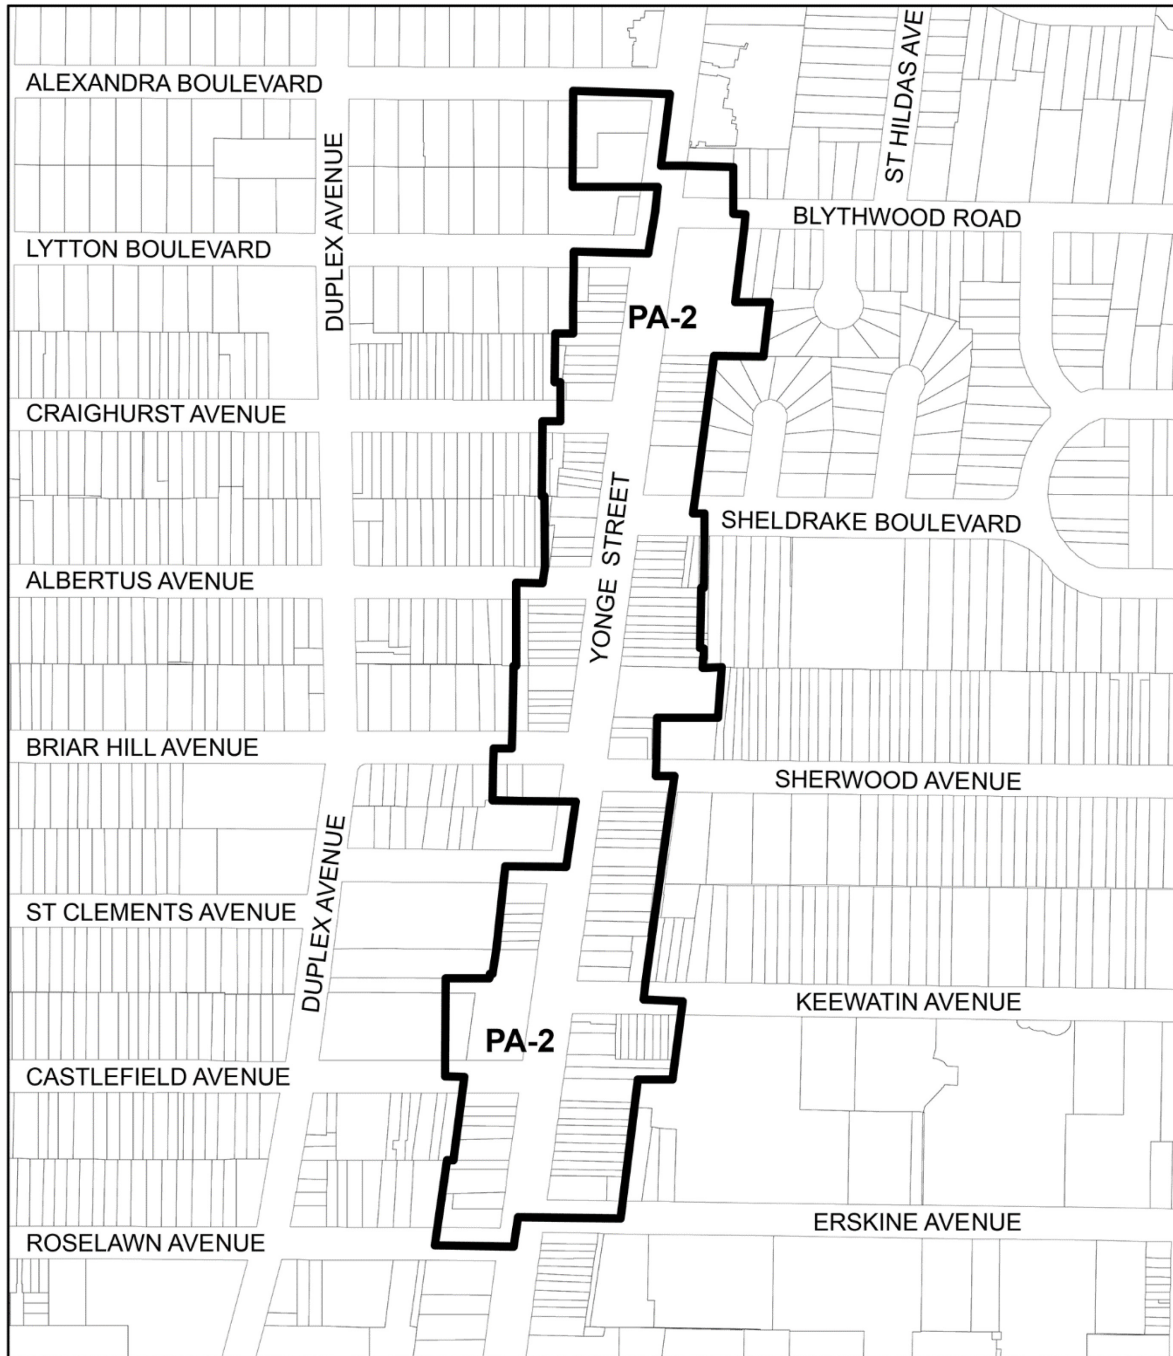 ST HILDAS AVE
ALEXANDRA BOULEVARD
DUPLEX AVENUE
BLYTHWOOD ROAD
LYTTON BOULEVARD
PA-2
CRAIGHURST AVENUE
YONGE STREET
SHELDRAKE BOULEVARD
ALBERTUS AVENUE
BRIAR HILL AVENUE
SHERWOOD AVENUE
DUPLEX AVENUE
ST CLEMENTS AVENUE
KEEWATIN AVENUE
PA-2
CASTLEFIELD AVENUE
ERSKINE AVENUE
ROSELAWN AVENUE